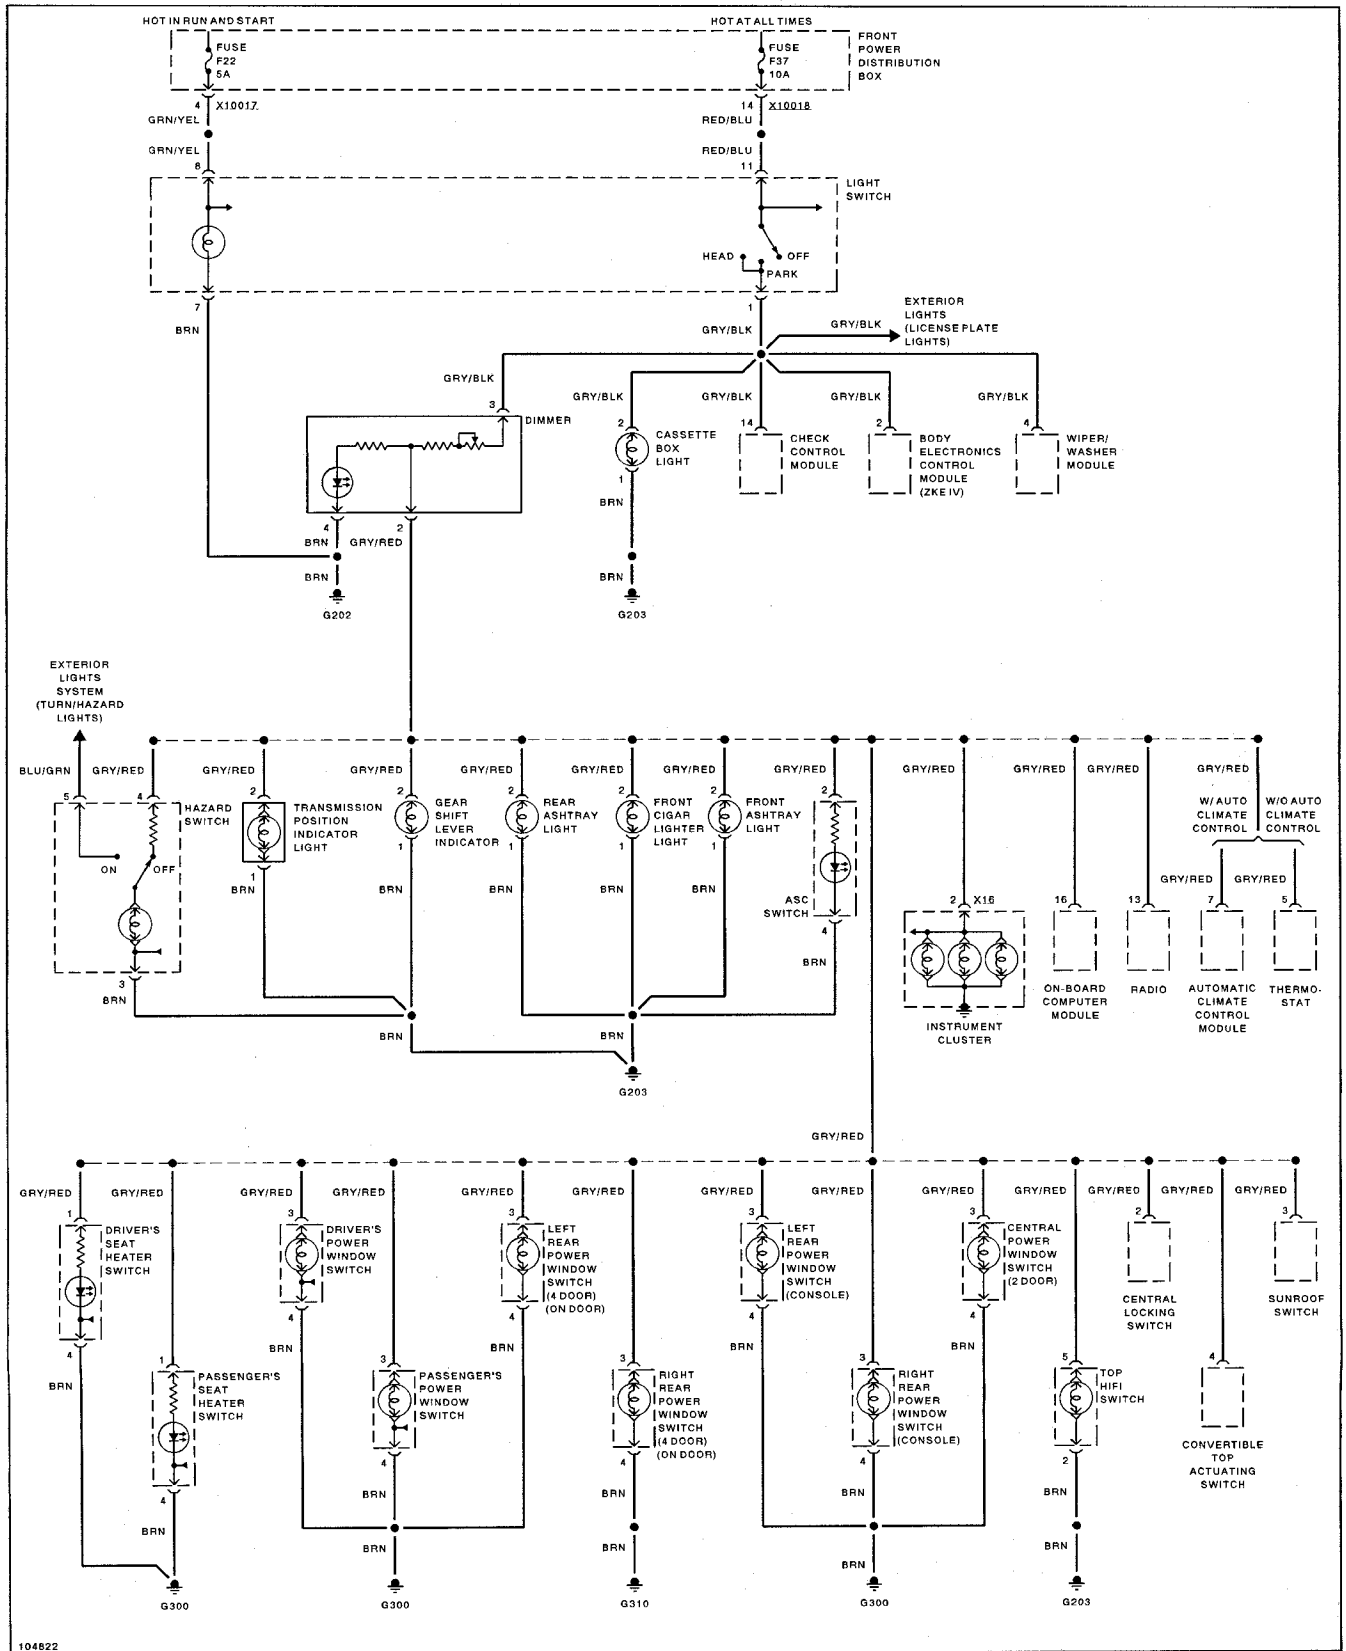 HOT IN RUN AND START
HOT AT ALL TIMES
FUSE
F22
5A
FUSE
F37
10A
FRONT
POWER
DISTRIBUTION
BOX
4 X10017
14 X10018
GRN/YEL
RED/BLU
GRN/YEL
RED/BLU
8
11
LIGHT
SWITCH
HEAD
OFF
PARK
7
1
BRN
GRY/BLK
GRY/BLK
EXTERIOR
LIGHTS
(LICENSE PLATE
LIGHTS)
GRY/BLK
GRY/BLK
GRY/BLK
GRY/BLK
GRY/BLK
3
DIMMER
2
CASSETTE
BOX
LIGHT
1
14
CHECK
CONTROL
MODULE
2
BODY
ELECTRONICS
CONTROL
MODULE
(ZKE IV)
4
WIPER/
WASHER
MODULE
4
2
BRN
GRY/RED
BRN
BRN
BRN
G202
G203
EXTERIOR
LIGHTS
SYSTEM
(TURN/HAZARD
LIGHTS)
BLU/GRN
GRY/RED
GRY/RED
GRY/RED
GRY/RED
GRY/RED
GRY/RED
GRY/RED
GRY/RED
GRY/RED
GRY/RED
GRY/RED
5
4
HAZARD
SWITCH
ON
OFF
3
BRN
2
TRANSMISSION
POSITION
INDICATOR
LIGHT
1
BRN
2
GEAR
SHIFT
LEVER
INDICATOR
1
BRN
2
REAR
ASHTRAY
LIGHT
1
BRN
2
FRONT
CIGAR
LIGHTER
LIGHT
1
BRN
2
FRONT
ASHTRAY
LIGHT
1
BRN
2
ASC
SWITCH
4
BRN
W/ AUTO
CLIMATE
CONTROL
W/O AUTO
CLIMATE
CONTROL
GRY/RED
GRY/RED
2 X16
INSTRUMENT
CLUSTER
16
ON-BOARD
COMPUTER
MODULE
13
RADIO
7
AUTOMATIC
CLIMATE
CONTROL
MODULE
5
THERMO-
STAT
BRN
BRN
G203
GRY/RED
GRY/RED
GRY/RED
GRY/RED
GRY/RED
GRY/RED
GRY/RED
GRY/RED
GRY/RED
GRY/RED
GRY/RED
GRY/RED
GRY/RED
GRY/RED
1
DRIVER'S
SEAT
HEATER
SWITCH
4
BRN
1
PASSENGER'S
SEAT
HEATER
SWITCH
4
BRN
G300
3
DRIVER'S
POWER
WINDOW
SWITCH
4
BRN
3
PASSENGER'S
POWER
WINDOW
SWITCH
4
BRN
BRN
G300
3
LEFT
REAR
POWER
WINDOW
SWITCH
(4 DOOR)
(ON DOOR)
4
BRN
3
RIGHT
REAR
POWER
WINDOW
SWITCH
(4 DOOR)
(ON DOOR)
4
BRN
BRN
G310
3
LEFT
REAR
POWER
WINDOW
SWITCH
(CONSOLE)
4
BRN
3
RIGHT
REAR
POWER
WINDOW
SWITCH
(CONSOLE)
4
BRN
BRN
G300
3
CENTRAL
POWER
WINDOW
SWITCH
(2 DOOR)
4
BRN
5
TOP
HIFI
SWITCH
2
BRN
BRN
G203
2
CENTRAL
LOCKING
SWITCH
4
CONVERTIBLE
TOP
ACTUATING
SWITCH
3
SUNROOF
SWITCH
104822